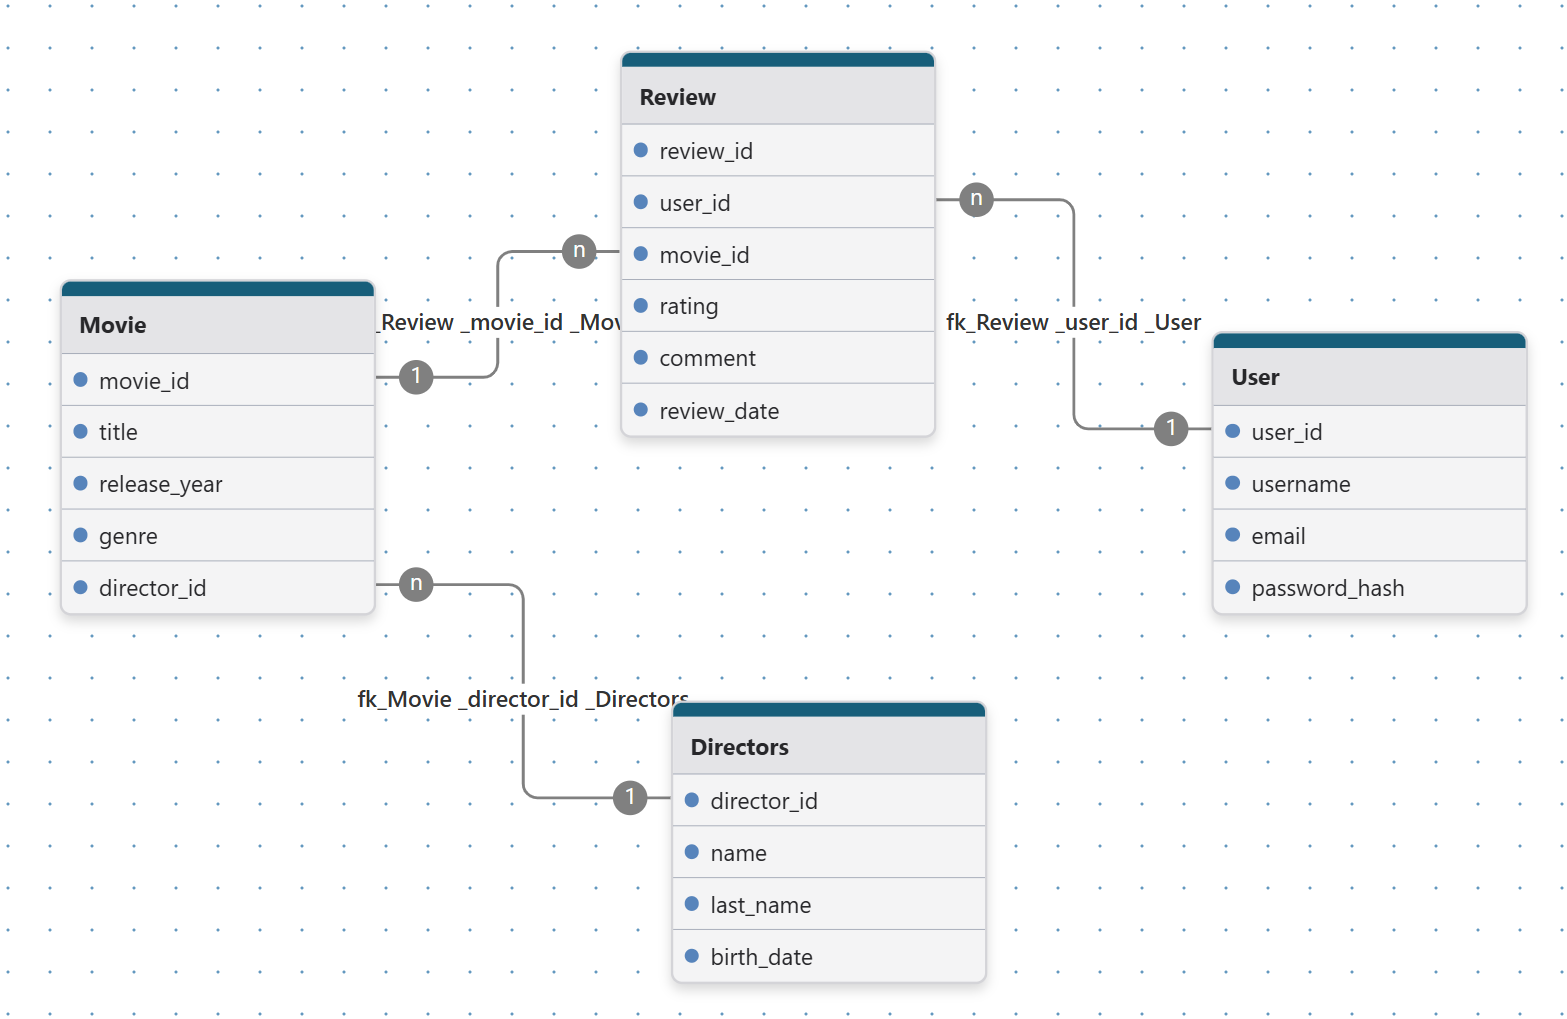 Review
review_id
user_id
movie_id
rating
comment
review_date
n
n
1
1
_Review _movie_id _Mov
fk_Review _user_id _User
Movie
movie_id
title
release_year
genre
director_id
User
user_id
username
email
password_hash
n
fk_Movie _director_id _Directors
1
Directors
director_id
name
last_name
birth_date